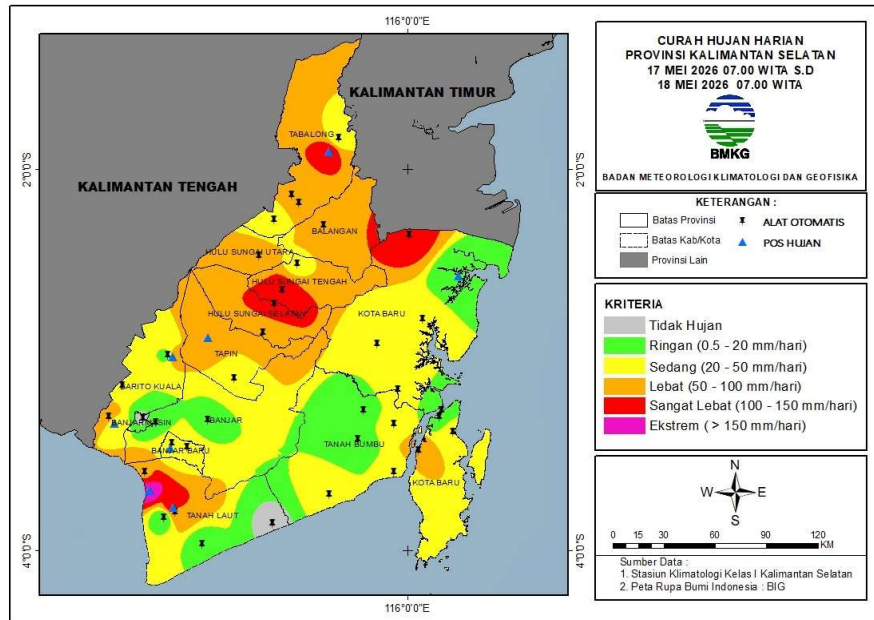 116°0'0"E
CURAH HUJAN HARIAN
PROVINSI KALIMANTAN SELATAN
17 MEI 2026 07.00 WITA S.D
18 MEI 2026 07.00 WITA
BMKG
BADAN METEOROLOGI KLIMATOLOGI DAN GEOFISIKA
KETERANGAN :
Batas Provinsi
ALAT OTOMATIS
Batas Kab/Kota
POS HUJAN
Provinsi Lain
KRITERIA
Tidak Hujan
Ringan (0.5 - 20 mm/hari)
Sedang (20 - 50 mm/hari)
Lebat (50 - 100 mm/hari)
Sangat Lebat (100 - 150 mm/hari)
Ekstrem ( > 150 mm/hari)
N
W E
S
0 15 30 60 90 120
KM
Sumber Data :
1. Stasiun Klimatologi Kelas I Kalimantan Selatan
2. Peta Rupa Bumi Indonesia : BIG
KALIMANTAN TIMUR
KALIMANTAN TENGAH
TABALONG
BALANGAN
HULU SUNGAI UTARA
HULU SUNGAI TENGAH
HULU SUNGAI SELATAN
KOTA BARU
TAPIN
BARITO KUALA
BANJARMASIN
BANJAR
BANJAR BARU
TANAH BUMBU
KOTA BARU
TANAH LAUT
2°0'0"S
2°0'0"S
4°0'0"S
4°0'0"S
116°0'0"E